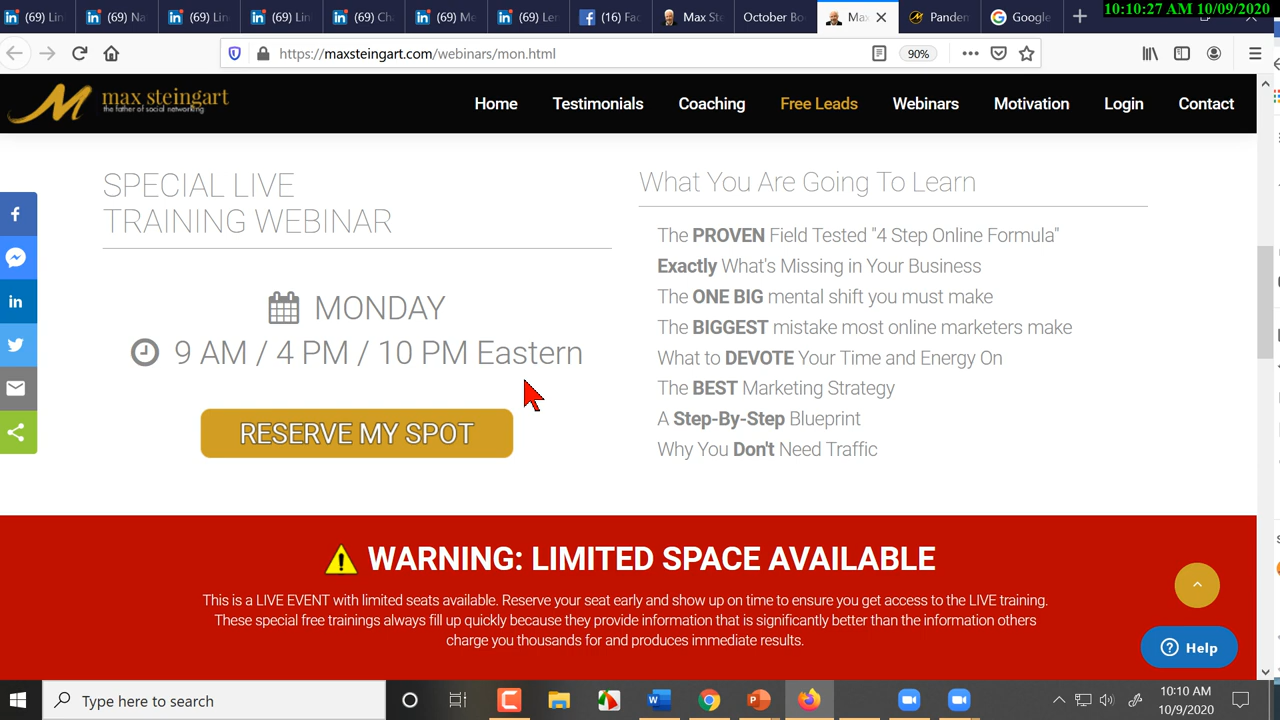 10:10:27 AM 10/09/2020
(69) Lin
(69) Na
(69) Lin
(69) Lin
(69) Ch
(69) Me
(69) Ler
(16) Fac
Max Ste
October Bo
Max
Panden
Google
https://maxsteingart.com/webinars/mon.html
90%
max steingart
the father of social networking
Home
Testimonials
Coaching
Free Leads
Webinars
Motivation
Login
Contact
SPECIAL LIVE
TRAINING WEBINAR
MONDAY
9 AM / 4 PM / 10 PM Eastern
RESERVE MY SPOT
What You Are Going To Learn
The PROVEN Field Tested "4 Step Online Formula"
Exactly What's Missing in Your Business
The ONE BIG mental shift you must make
The BIGGEST mistake most online marketers make
What to DEVOTE Your Time and Energy On
The BEST Marketing Strategy
A Step-By-Step Blueprint
Why You Don't Need Traffic
WARNING: LIMITED SPACE AVAILABLE
This is a LIVE EVENT with limited seats available. Reserve your seat early and show up on time to ensure you get access to the LIVE training.
These special free trainings always fill up quickly because they provide information that is significantly better than the information others
charge you thousands for and produces immediate results.
Help
Type here to search
10:10 AM
10/9/2020